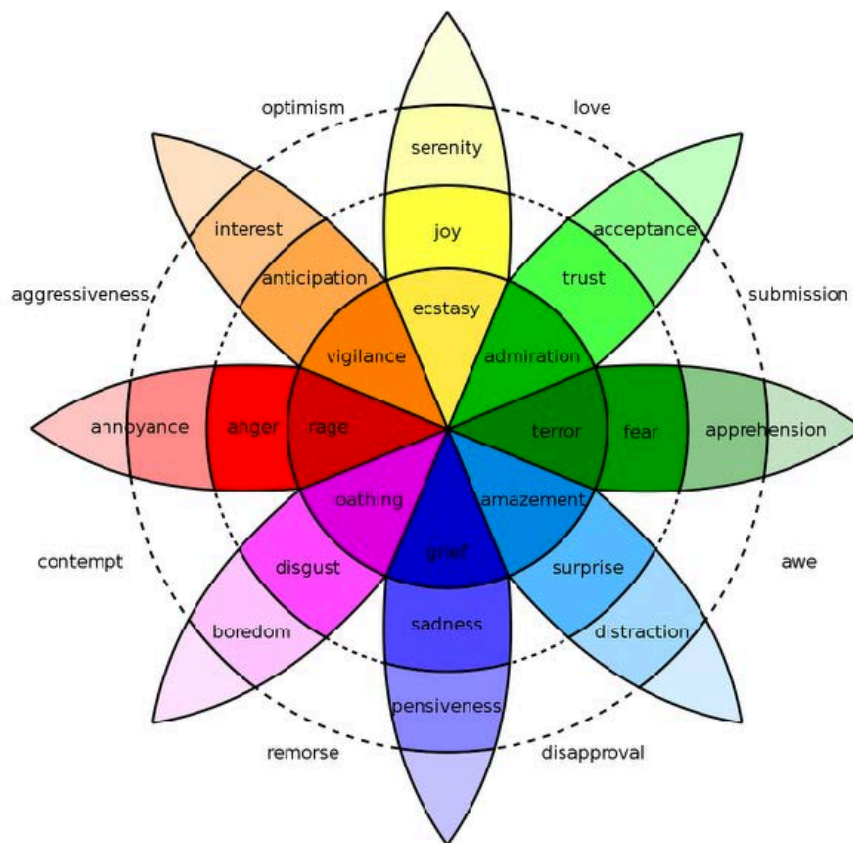 optimism
love
serenity
interest
acceptance
joy
anticipation
trust
aggressiveness
submission
ecstasy
vigilance
admiration
annoyance
anger
rage
terror
fear
apprehension
oathing
amazement
grief
contempt
disgust
surprise
awe
sadness
boredom
distraction
pensiveness
remorse
disapproval